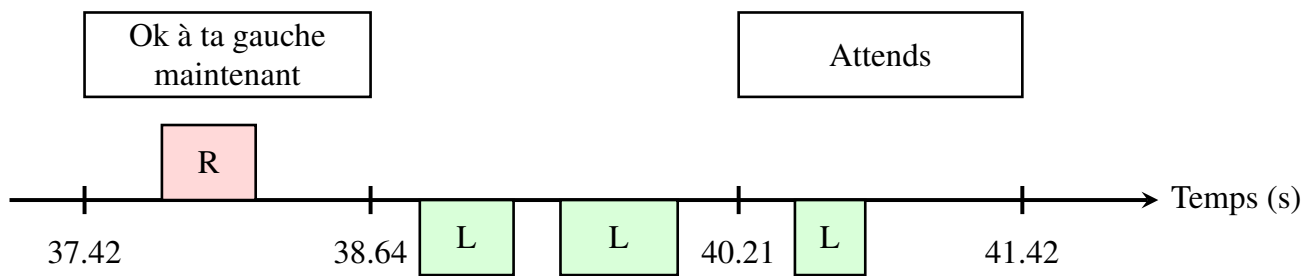 Ok à ta gauche
maintenant
Attends
R
Temps (s)
37.42
38.64
L
L
40.21
L
41.42